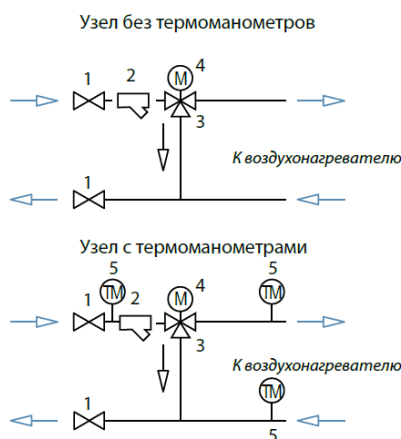 Узел без термоманометров
1 2 М 4
3
К воздухонагревателю
1
Узел с термоманометрами
5 5
1 ТМ 2 М 4 ТМ
3
К воздухонагревателю
1 ТМ
5